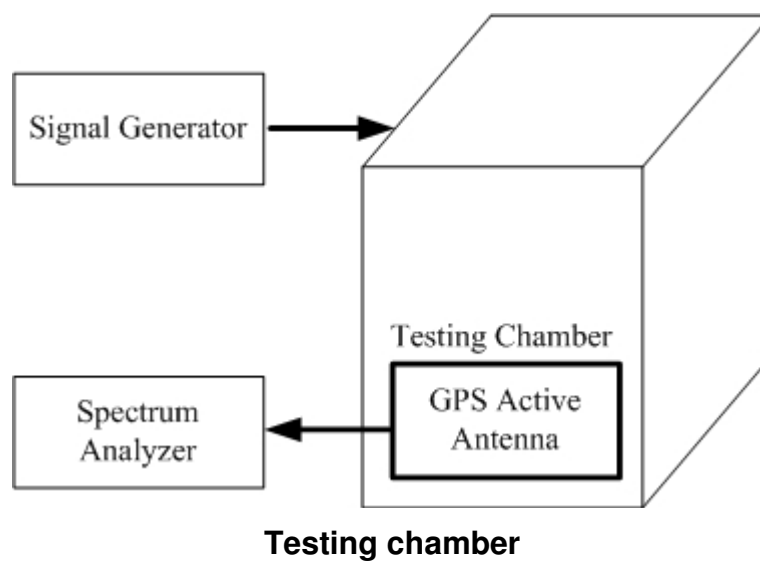 Signal Generator
Testing Chamber
GPS Active
Antenna
Spectrum
Analyzer
Testing chamber